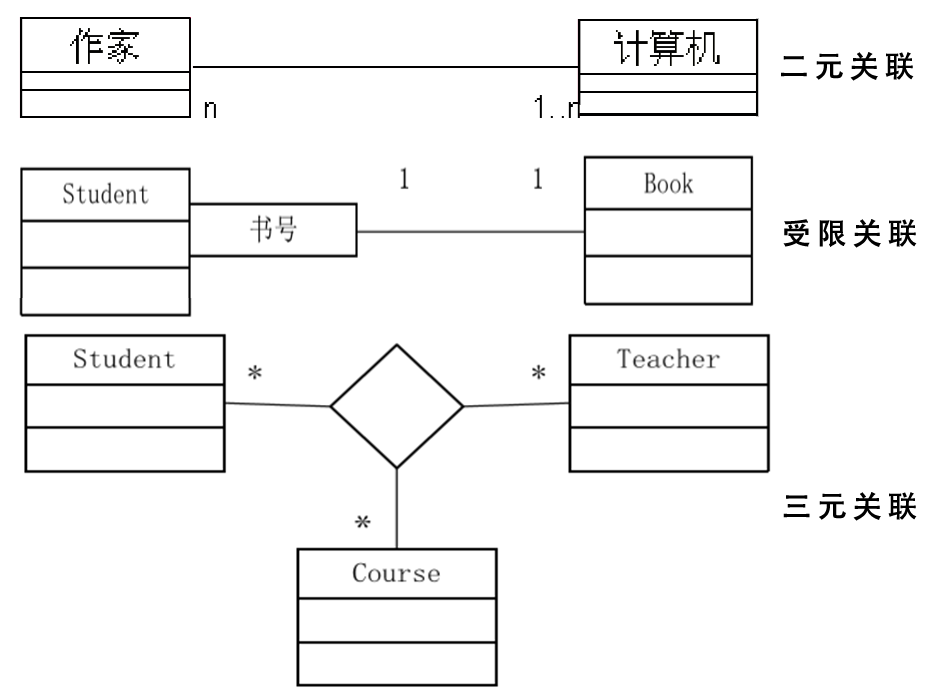 作家
计算机
二元关联
n
1..n
1
1
Student
Book
书号
受限关联
Student
Teacher
*
*
三元关联
*
Course